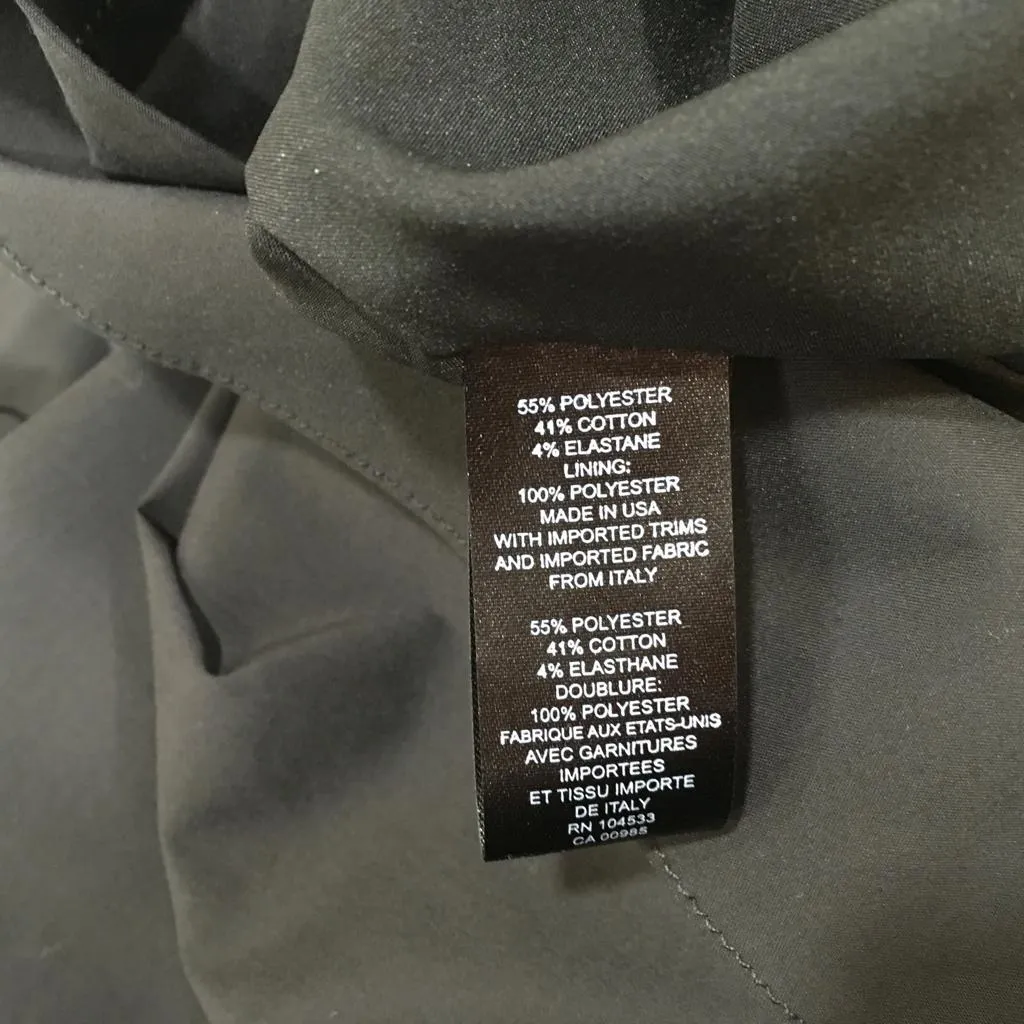 55% POLYESTER
41% COTTON
4% ELASTANE
LINING:
100% POLYESTER
MADE IN USA
WITH IMPORTED TRIMS
AND IMPORTED FABRIC
FROM ITALY
55% POLYESTER
41% COTTON
4% ELASTHANE
DOUBLURE:
100% POLYESTER
FABRIQUE AUX ETATS-UNIS
AVEC GARNITURES
IMPORTEES
ET TISSU IMPORTE
DE ITALY
RN 104533
CA 00985